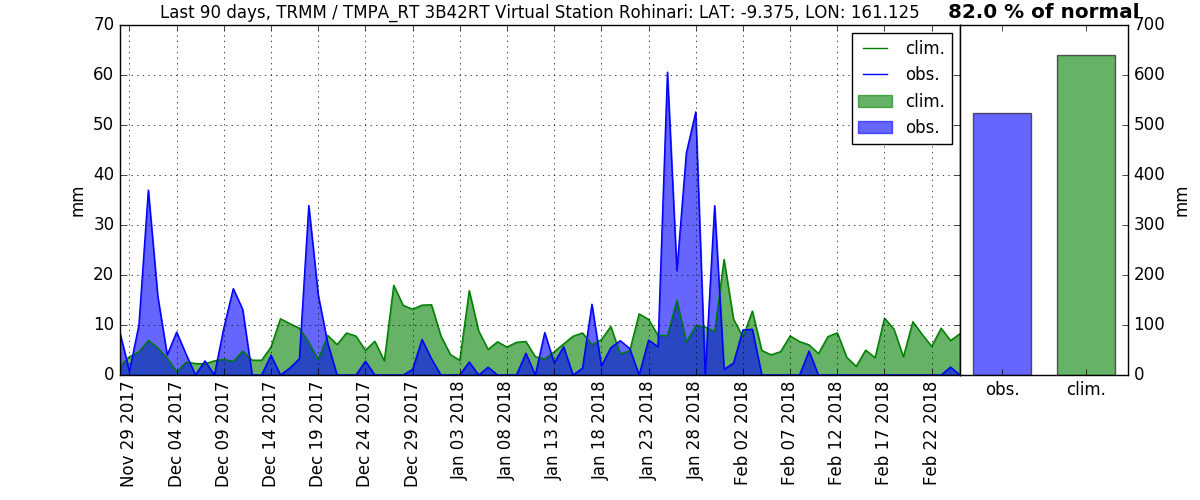 Last 90 days, TRMM / TMPA_RT 3B42RT Virtual Station Rohinari: LAT: -9.375, LON: 161.125
82.0 % of normal
70
60
50
40
30
20
10
0
mm
clim.
obs.
clim.
obs.
700
600
500
400
300
200
100
0
mm
Nov 29 2017
Dec 04 2017
Dec 09 2017
Dec 14 2017
Dec 19 2017
Dec 24 2017
Dec 29 2017
Jan 03 2018
Jan 08 2018
Jan 13 2018
Jan 18 2018
Jan 23 2018
Jan 28 2018
Feb 02 2018
Feb 07 2018
Feb 12 2018
Feb 17 2018
Feb 22 2018
obs.
clim.